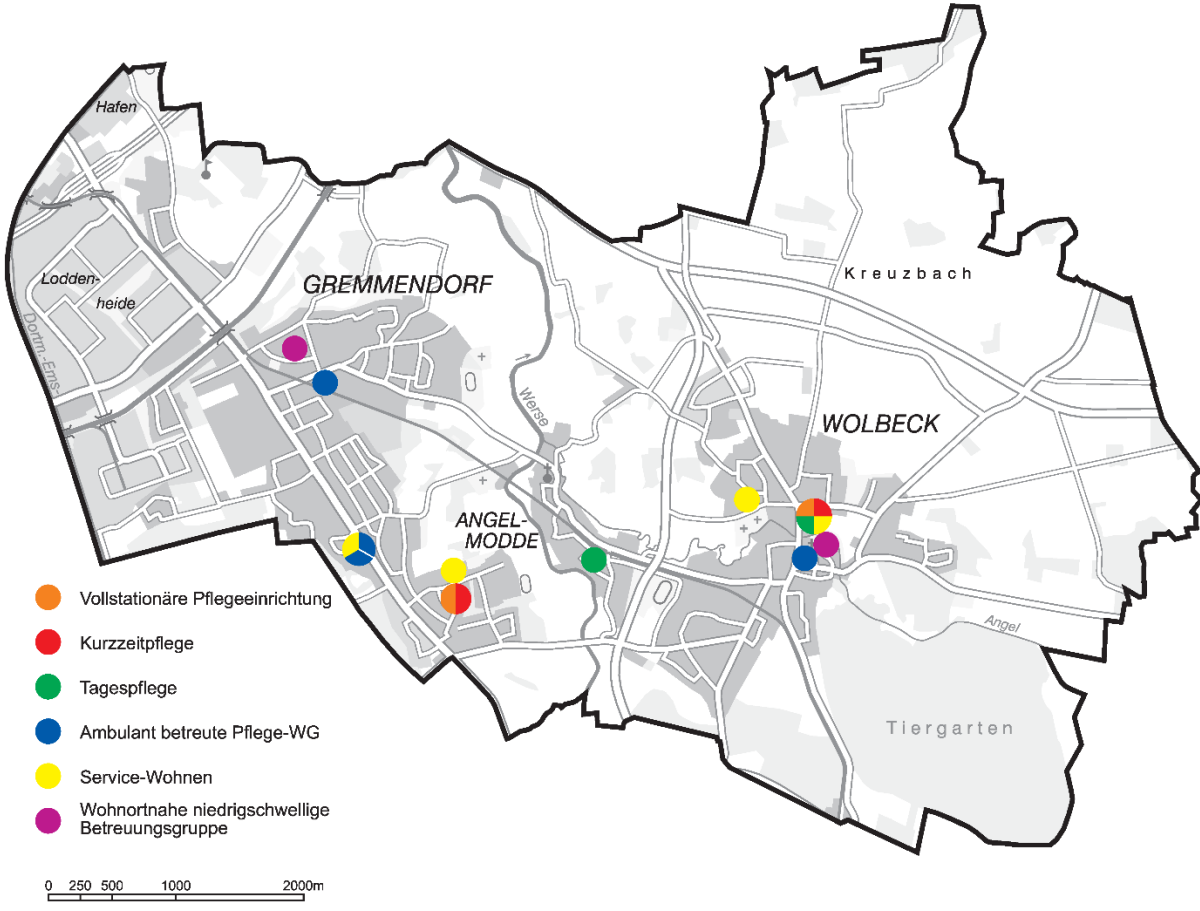 Hafen
Lodden-
heide
Dortm.-Ems-
GREMMENDORF
Kreuzbach
Werse
WOLBECK
ANGEL-
MODDE
Angel
Tiergarten
Vollstationäre Pflegeeinrichtung
Kurzzeitpflege
Tagespflege
Ambulant betreute Pflege-WG
Service-Wohnen
Wohnortnahe niedrigschwellige
Betreuungsgruppe
0 250 500 1000 2000m